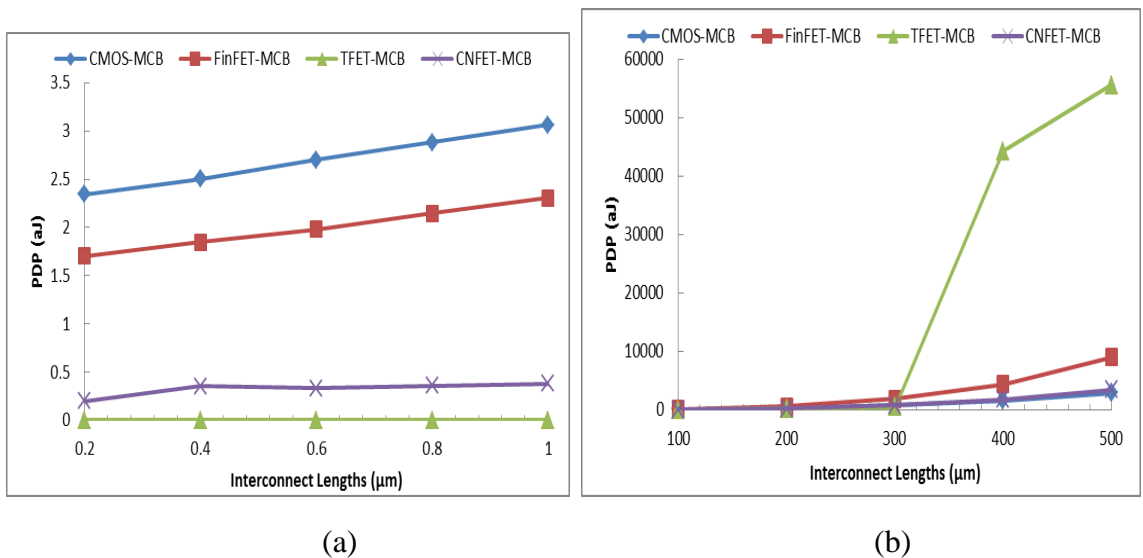 CMOS-MCB FinFET-MCB TFET-MCB CNFET-MCB
3.5
3
2.5
2
1.5
1
0.5
0
PDP (aJ)
0.2 0.4 0.6 0.8 1
Interconnect Lengths (µm)
(a)
CMOS-MCB FinFET-MCB TFET-MCB CNFET-MCB
60000
50000
40000
30000
20000
10000
0
PDP (aJ)
100 200 300 400 500
Interconnect Lengths (µm)
(b)